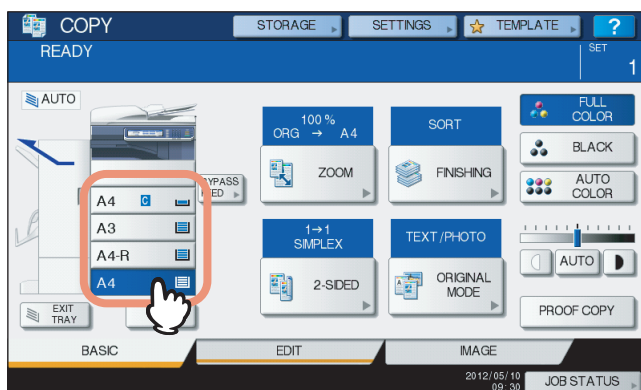 COPY
STORAGE
SETTINGS
TEMPLATE
?
READY
SET
1
AUTO
100 %
ORG → A4
ZOOM
SORT
FINISHING
FULL
COLOR
BLACK
AUTO
COLOR
YPASS
ED
A4 C
A3
A4-R
A4
1→1
SIMPLEX
2-SIDED
TEXT/PHOTO
ORIGINAL
MODE
AUTO
EXIT
TRAY
PROOF COPY
BASIC
EDIT
IMAGE
2012/05/10
09:30
JOB STATUS